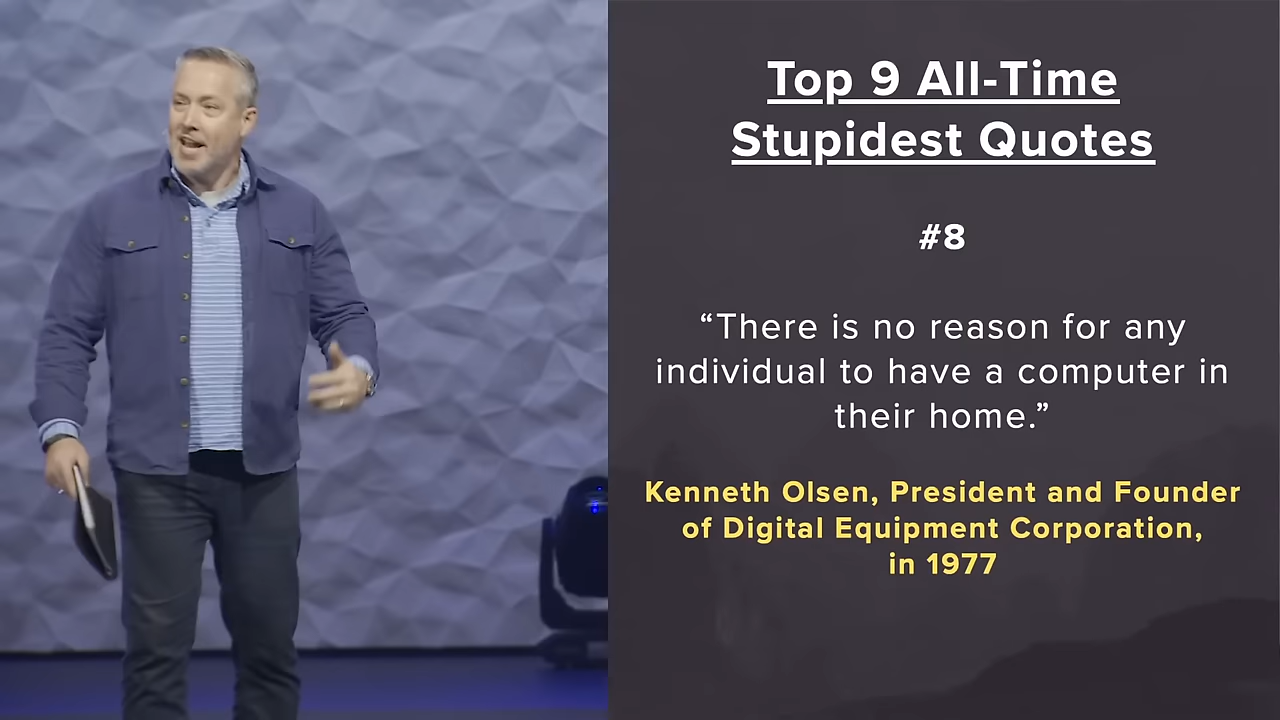 Top 9 All-Time
Stupidest Quotes
#8
“There is no reason for any
individual to have a computer in
their home.”
Kenneth Olsen, President and Founder
of Digital Equipment Corporation,
in 1977